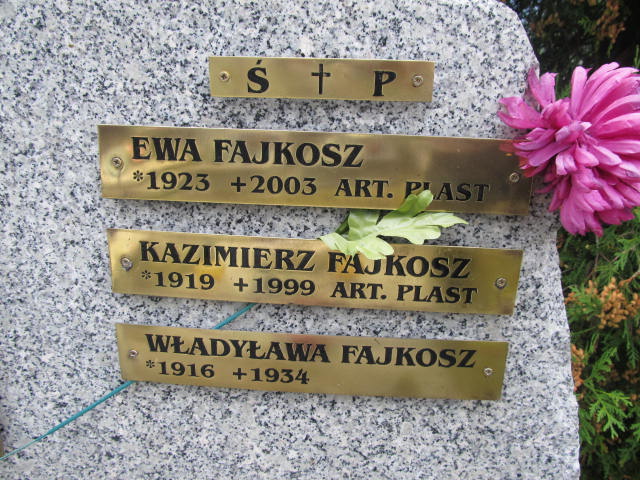 Ś † P
EWA FAJKOSZ
*1923 +2003 ART. PLAST
KAZIMIERZ FAJKOSZ
*1919 +1999 ART. PLAST
WŁADYŁAWA FAJKOSZ
*1916 +1934